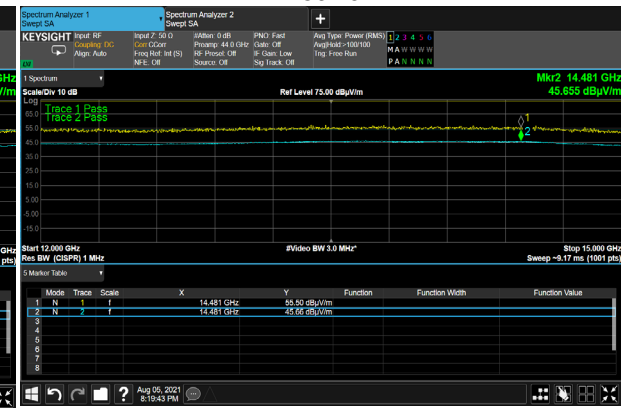 Spectrum Analyzer 1
Swept SA
Spectrum Analyzer 2
Swept SA
KEYSIGHT
Input: RF
Coupling: DC
Align: Auto
Input Z: 50 Ω
Corr CCorr
Freq Ref: Int (S)
NFE: Off
#Atten: 0 dB
Preamp: 44.0 GHz
RF Preset: Off
Source: Off
PNO: Fast
Gate: Off
IF Gain: Low
Sig Track: Off
Avg Type: Power (RMS)
Avg|Hold:>100/100
Trig: Free Run
1 2 3 4 5 6
M A W W W W
P A N N N N
1 Spectrum
Scale/Div 10 dB
Ref Level 75.00 dBµV/m
Mkr2 14.481 GHz
45.655 dBµV/m
Log
Trace 1 Pass
Trace 2 Pass
65.0
55.0
45.0
35.0
25.0
15.0
5.00
-5.00
-15.0
1
2
Start 12.000 GHz
Res BW (CISPR) 1 MHz
#Video BW 3.0 MHz*
Stop 15.000 GHz
Sweep ~9.17 ms (1001 pts)
5 Marker Table
Mode Trace Scale X Y Function Function Width Function Value
1 N 1 f 14.481 GHz 55.50 dBµV/m
2 N 2 f 14.481 GHz 45.66 dBµV/m
3
4
5
6
7
8
Aug 05, 2021
8:19:43 PM
GHz
/m
GHz
pts)